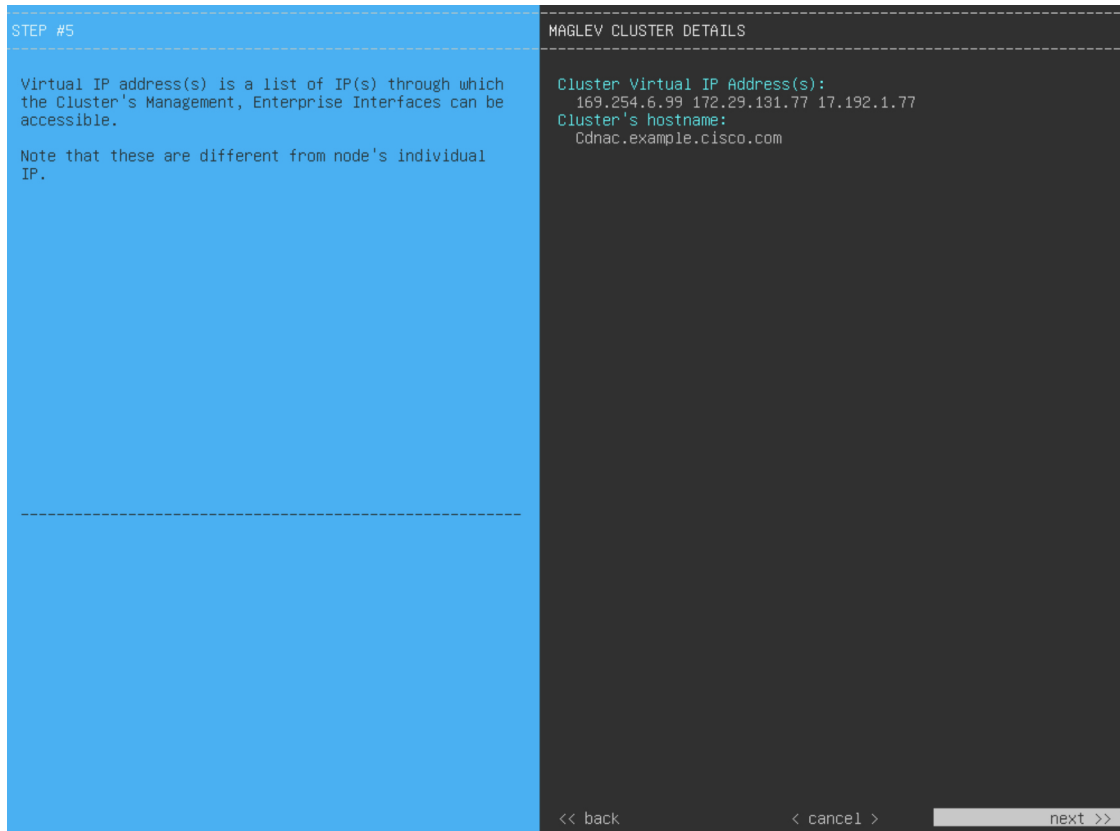 STEP #5
Virtual IP address(s) is a list of IP(s) through which
the Cluster's Management, Enterprise Interfaces can be
accessible.
Note that these are different from node's individual
IP.
MAGLEV CLUSTER DETAILS
Cluster Virtual IP Address(s):
169.254.6.99 172.29.131.77 17.192.1.77
Cluster's hostname:
Cdnac.example.cisco.com
<< back < cancel > next >>